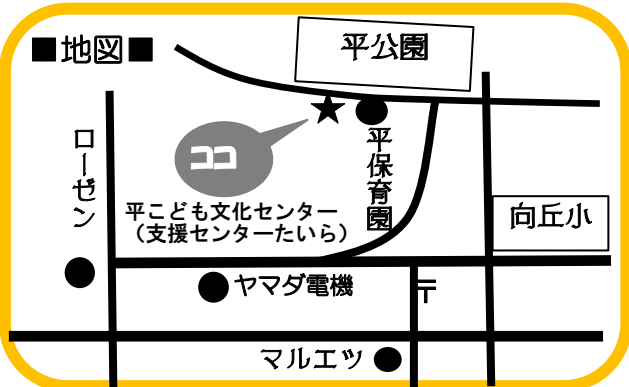 ■地図■
平公園
ローゼン
ココ
平保育園
平こども文化センター
（支援センターたいら）
向丘小
ヤマダ電機
〒
マルエツ